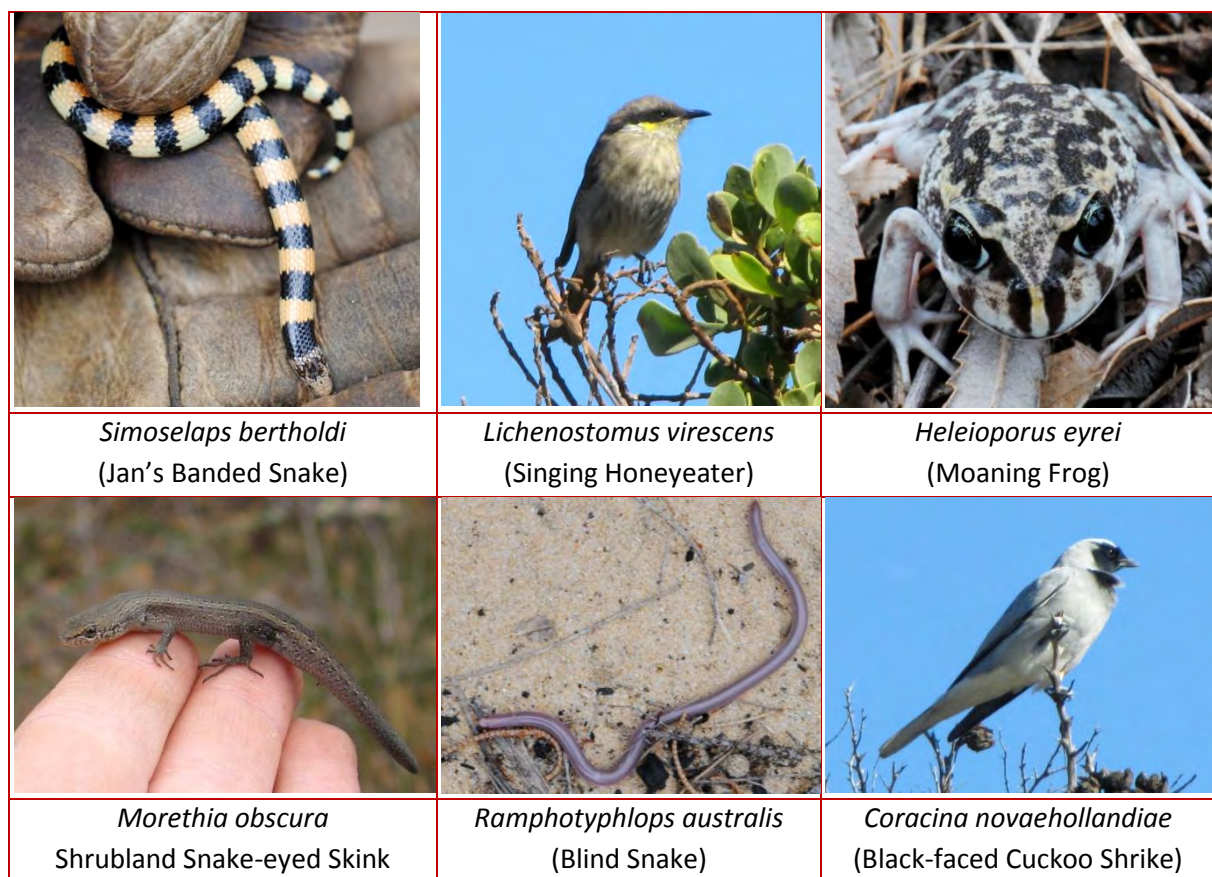 Simoselaps bertholdi
(Jan’s Banded Snake)
Lichenostomus virescens
(Singing Honeyeater)
Heleioporus eyrei
(Moaning Frog)
Morethia obscura
Shrubland Snake-eyed Skink
Ramphotyphlops australis
(Blind Snake)
Coracina novaehollandiae
(Black-faced Cuckoo Shrike)